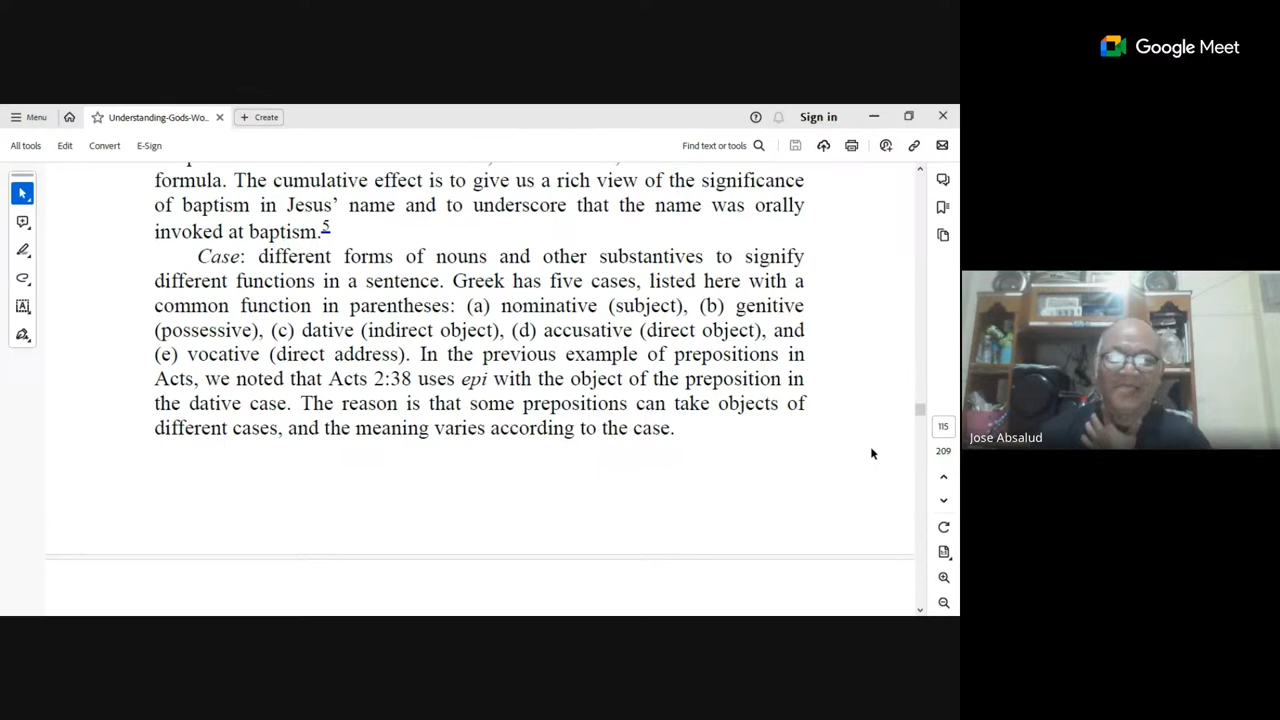 Google Meet
Menu
Understanding-Gods-Wo...
Create
Sign in
All tools Edit Convert E-Sign
Find text or tools
formula. The cumulative effect is to give us a rich view of the significance
of baptism in Jesus’ name and to underscore that the name was orally
invoked at baptism.5
Case: different forms of nouns and other substantives to signify
different functions in a sentence. Greek has five cases, listed here with a
common function in parentheses: (a) nominative (subject), (b) genitive
(possessive), (c) dative (indirect object), (d) accusative (direct object), and
(e) vocative (direct address). In the previous example of prepositions in
Acts, we noted that Acts 2:38 uses epi with the object of the preposition in
the dative case. The reason is that some prepositions can take objects of
different cases, and the meaning varies according to the case.
115
209
Jose Absalud